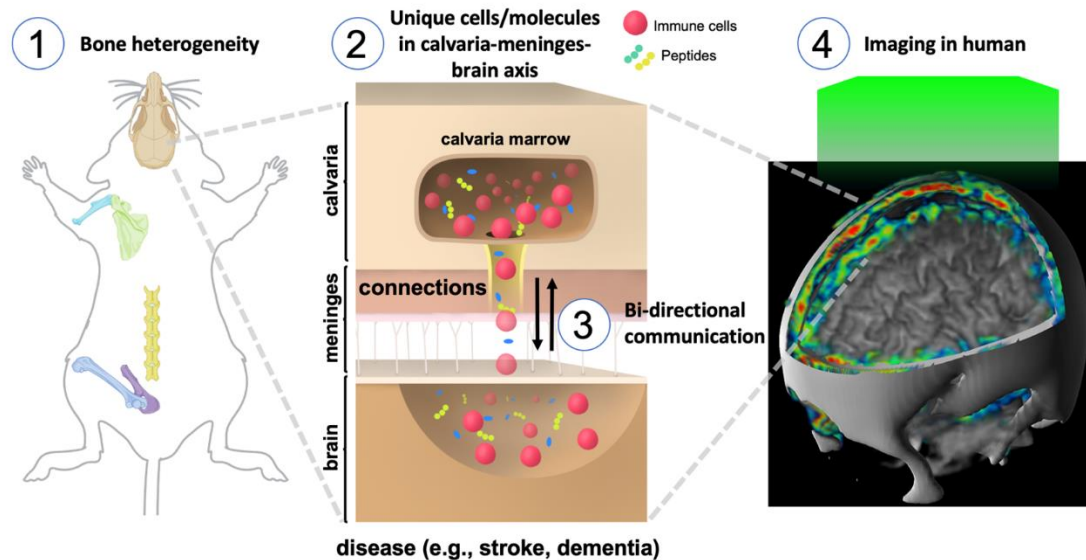 1
Bone heterogeneity
2
Unique cells/molecules
in calvaria-meninges-
brain axis
Immune cells
Peptides
4
Imaging in human
calvaria
calvaria marrow
meninges
connections
3
Bi-directional
communication
brain
disease (e.g., stroke, dementia)